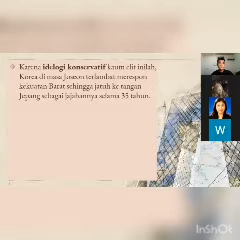 Karena ideologi konservatif kaum elit inilah,
Korea di masa Joseon terlambat merespon
kekuatan Barat sehingga jatuh ke tangan
Jepang sebagai jajahannya selama 35 tahun.
W
InShOt